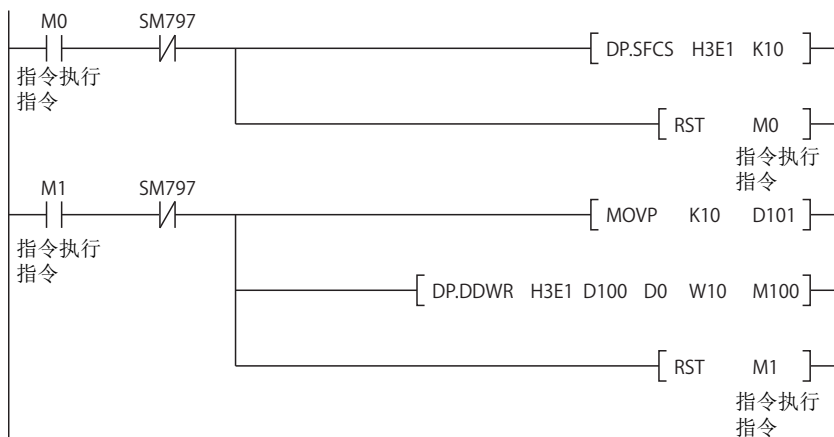 M0 SM797
DP.SFCS H3E1 K10
指令执行
指令
RST M0
指令执行
指令
M1 SM797
MOVP K10 D101
指令执行
指令
DP.DDWR H3E1 D100 D0 W10 M100
RST M1
指令执行
指令